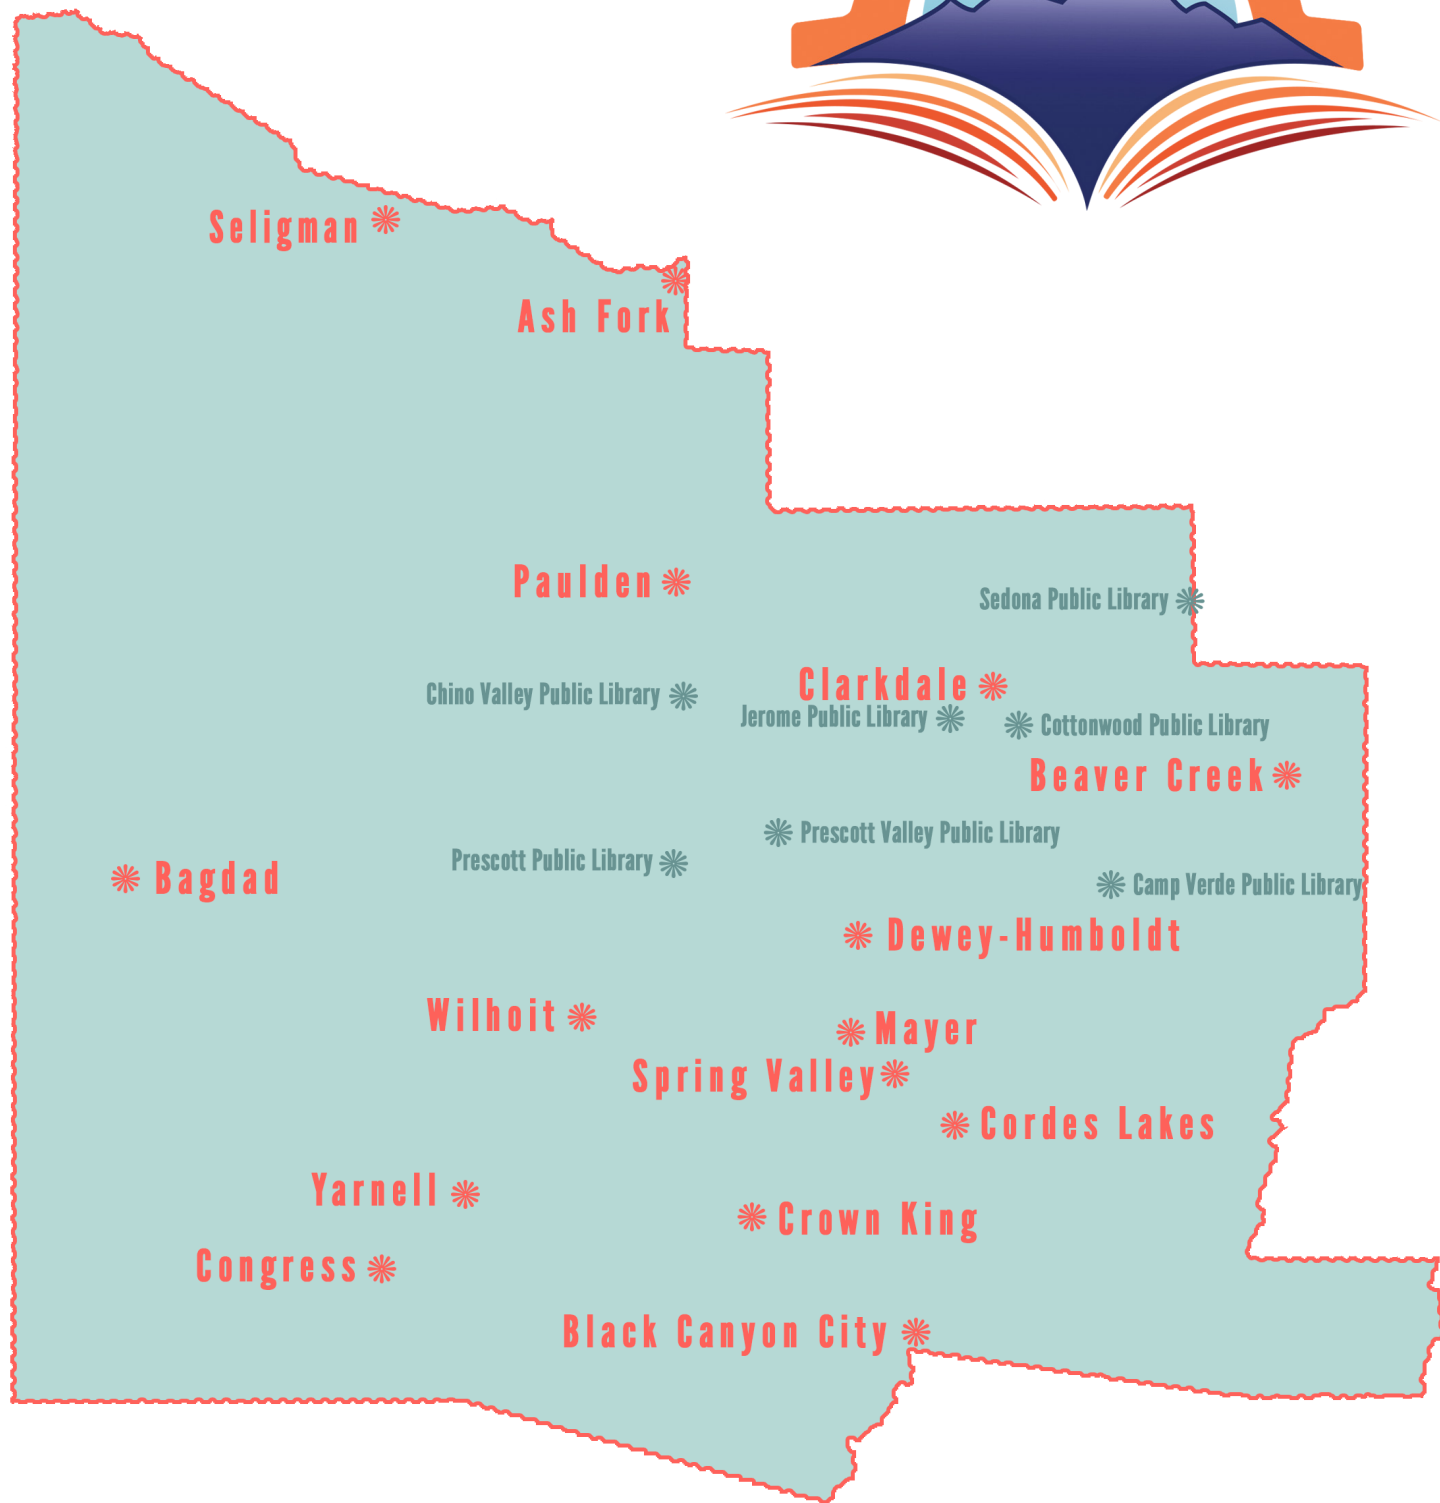 Seligman
Ash Fork
Paulden
Sedona Public Library
Clarkdale
Chino Valley Public Library
Jerome Public Library
Cottonwood Public Library
Beaver Creek
Prescott Valley Public Library
Prescott Public Library
Bagdad
Camp Verde Public Library
Dewey-Humboldt
Wilhoit
Mayer
Spring Valley
Cordes Lakes
Yarnell
Crown King
Congress
Black Canyon City